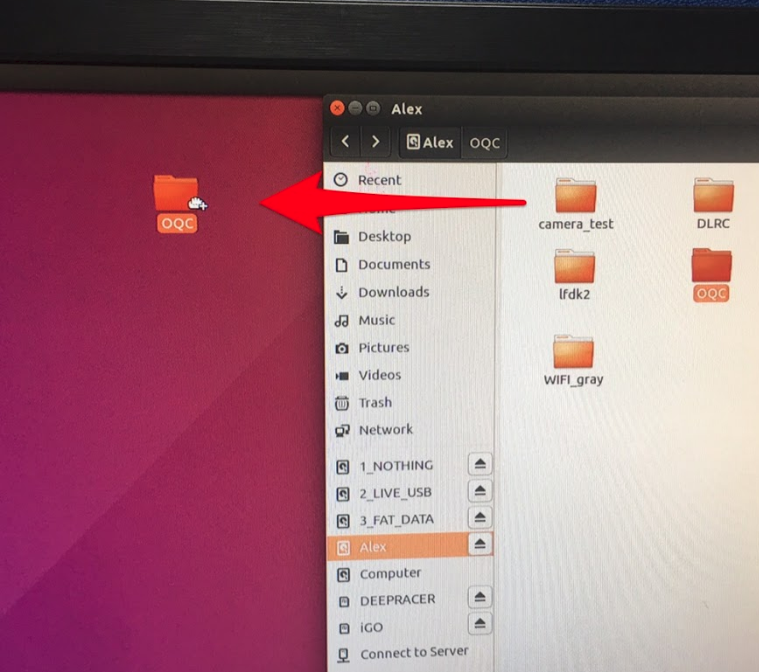 Alex
Alex OQC
OQC
Recent
Desktop
Documents
Downloads
Music
Pictures
Videos
Trash
Network
1_NOTHING
2_LIVE_USB
3_FAT_DATA
Alex
Computer
DEEPRACER
iGO
Connect to Server
camera_test
DLRC
lfdk2
OQC
WIFI_gray